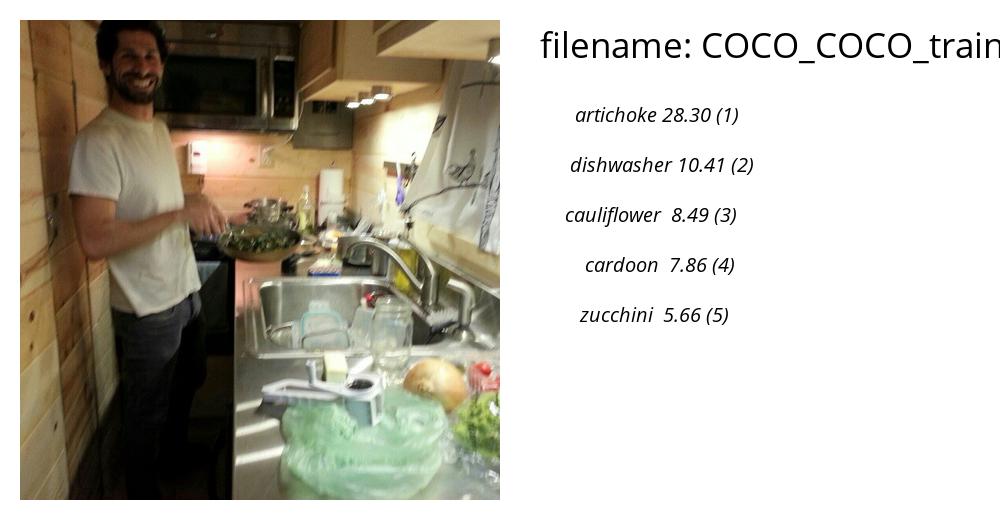 filename: COCO_COCO_train
artichoke 28.30 (1)
dishwasher 10.41 (2)
cauliflower 8.49 (3)
cardoon 7.86 (4)
zucchini 5.66 (5)